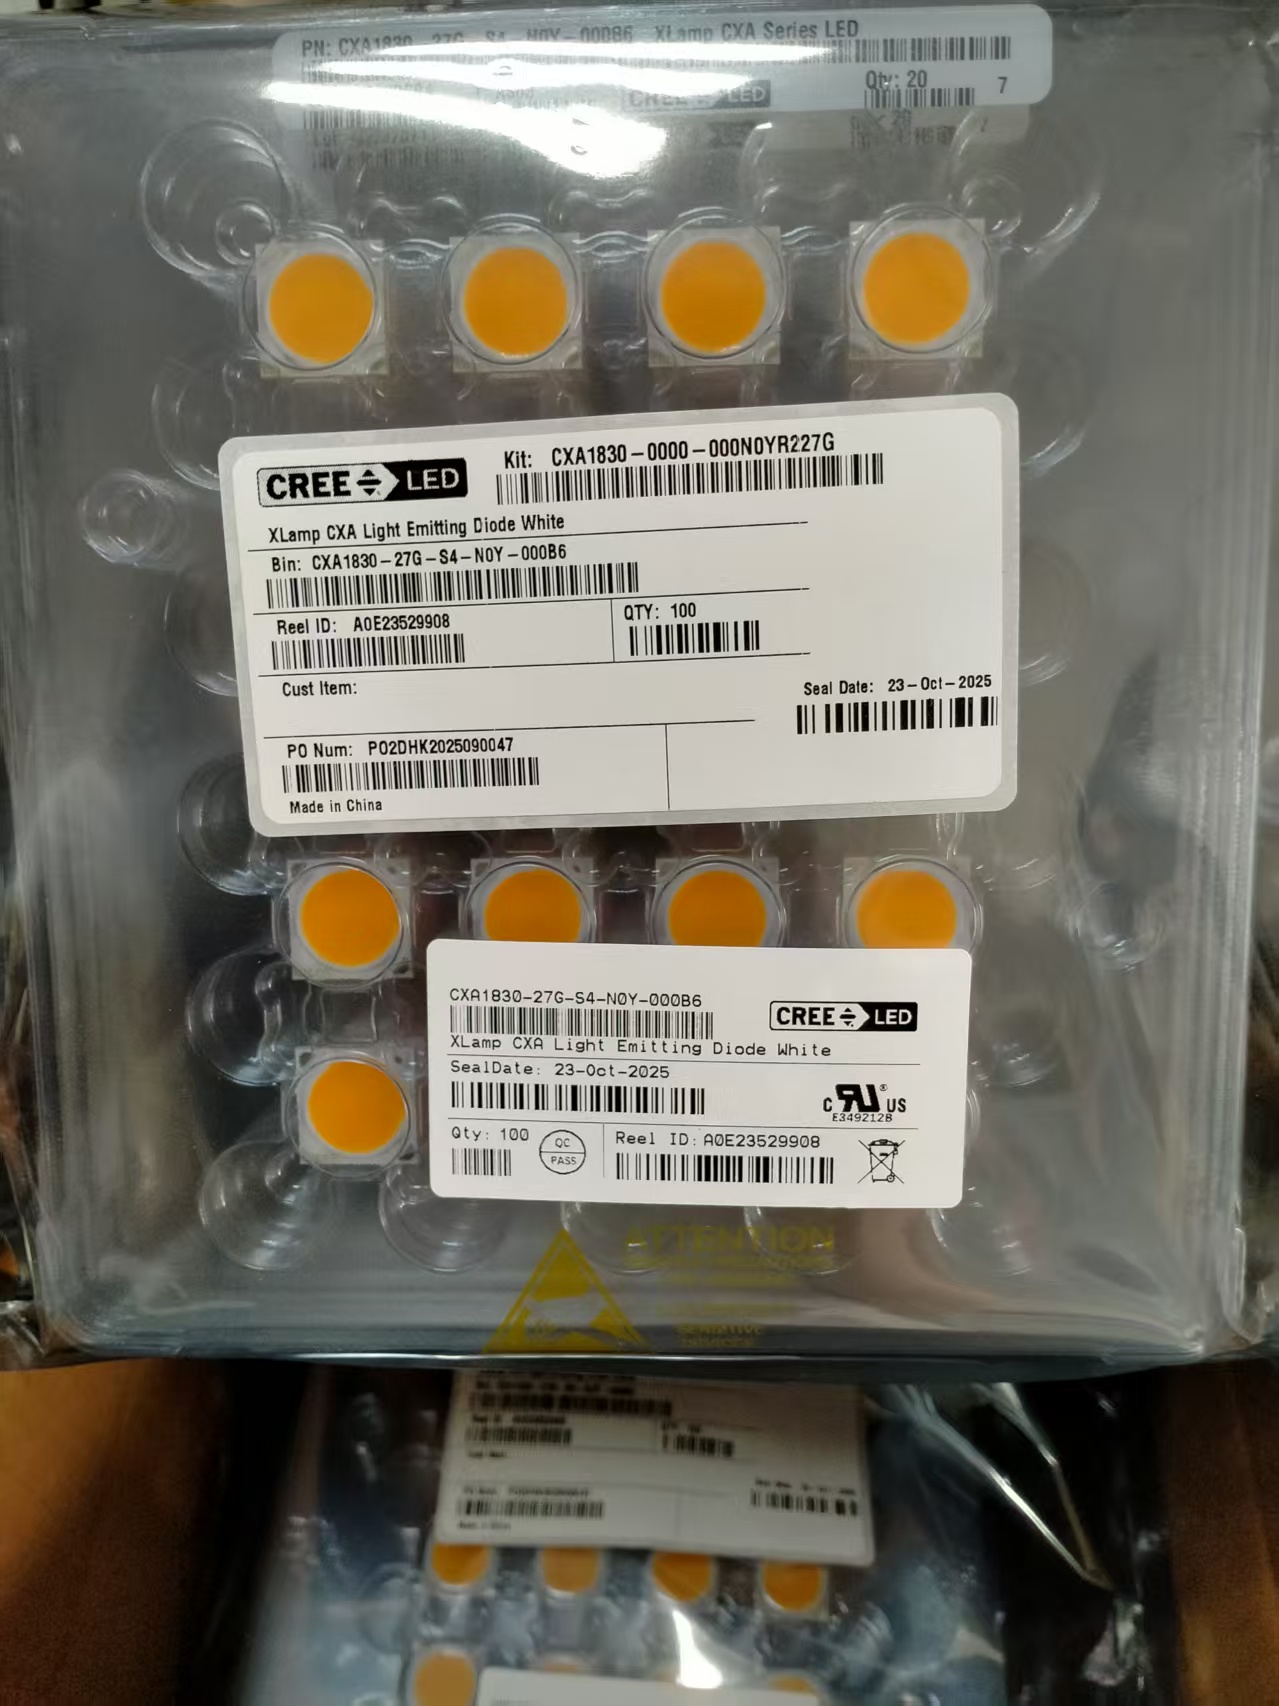 PN: CXA1830-27G-S4-N0Y-000B6 XLamp CXA Series LED
Qty: 20
7
CREE LED
CREE LED
Kit: CXA1830-0000-000N0YR227G
XLamp CXA Light Emitting Diode White
Bin: CXA1830-27G-S4-N0Y-000B6
Reel ID: A0E23529908
QTY: 100
Cust Item:
Seal Date: 23-Oct-2025
PO Num: PO2DHK2025090047
Made in China
CXA1830-27G-S4-N0Y-000B6
CREE LED
XLamp CXA Light Emitting Diode White
SealDate: 23-Oct-2025
C RU ® US
E349212B
Qty: 100
QC
PASS
Reel ID: A0E23529908
ATTENTION
SENSITIVE